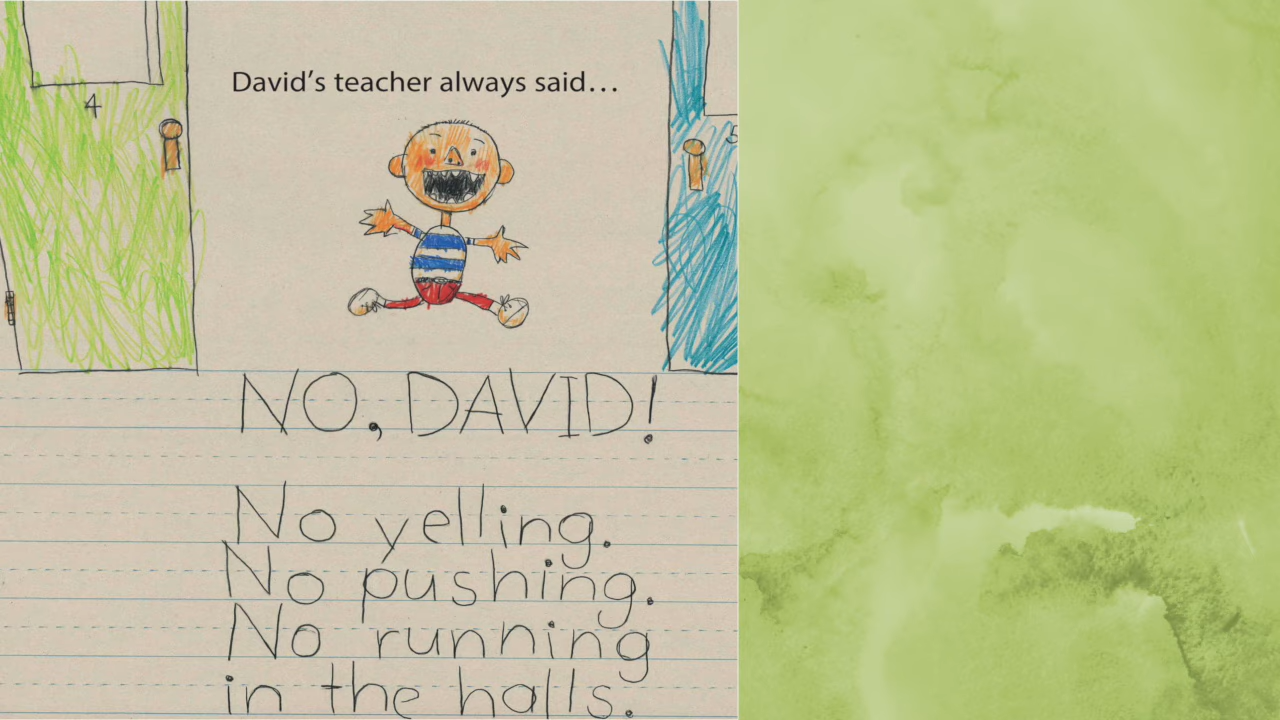 4
David's teacher always said...
5
NO, DAVID!
No yelling.
No pushing.
No running
in the halls.